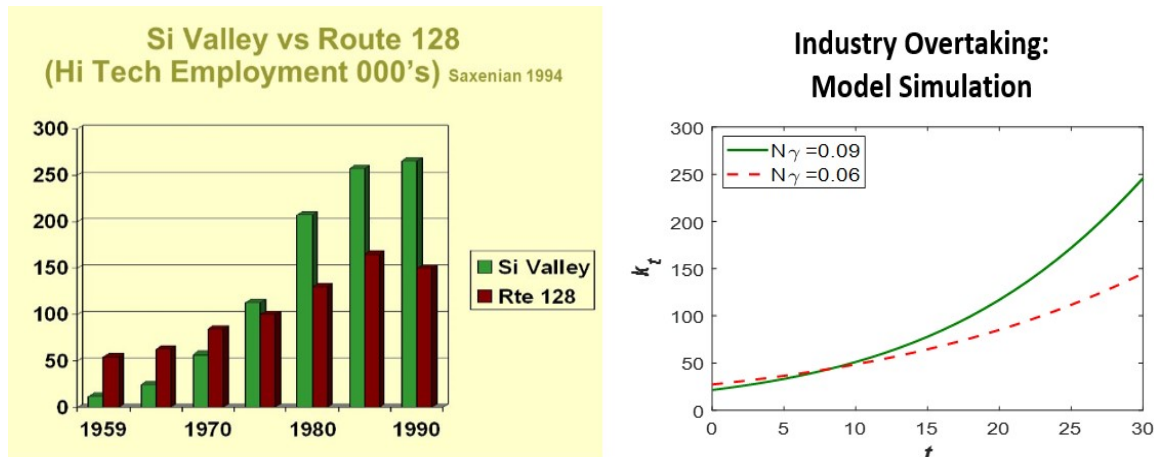 Si Valley vs Route 128
(Hi Tech Employment 000's) Saxenian 1994
300
250
200
150
100
50
0
1959
1970
1980
1990
Si Valley
Rte 128
Industry Overtaking:
Model Simulation
300
250
200
150
100
50
0
k_t
Nγ =0.09
Nγ =0.06
0
5
10
15
20
25
30
t